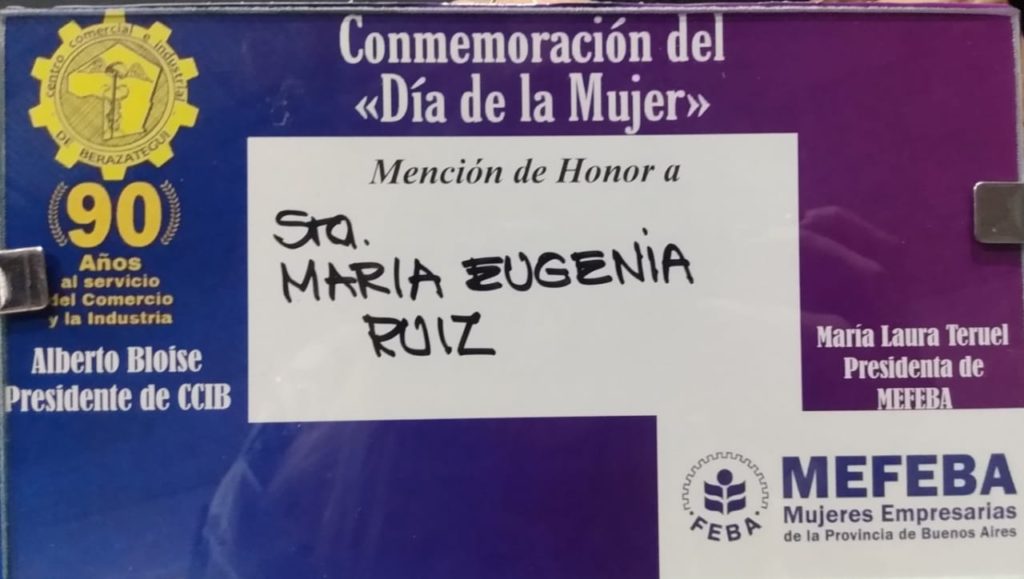 Centro Comercial e Industrial
DE BERAZATEGUI
90
Años
al servicio
del Comercio
y la Industria
Alberto Bloise
Presidente de CCIB
Conmemoración del
«Día de la Mujer»
Mención de Honor a
Sta.
MARIA EUGENIA
RUIZ
María Laura Teruel
Presidenta de
MEFEBA
FEBA
MEFEBA
Mujeres Empresarias
de la Provincia de Buenos Aires